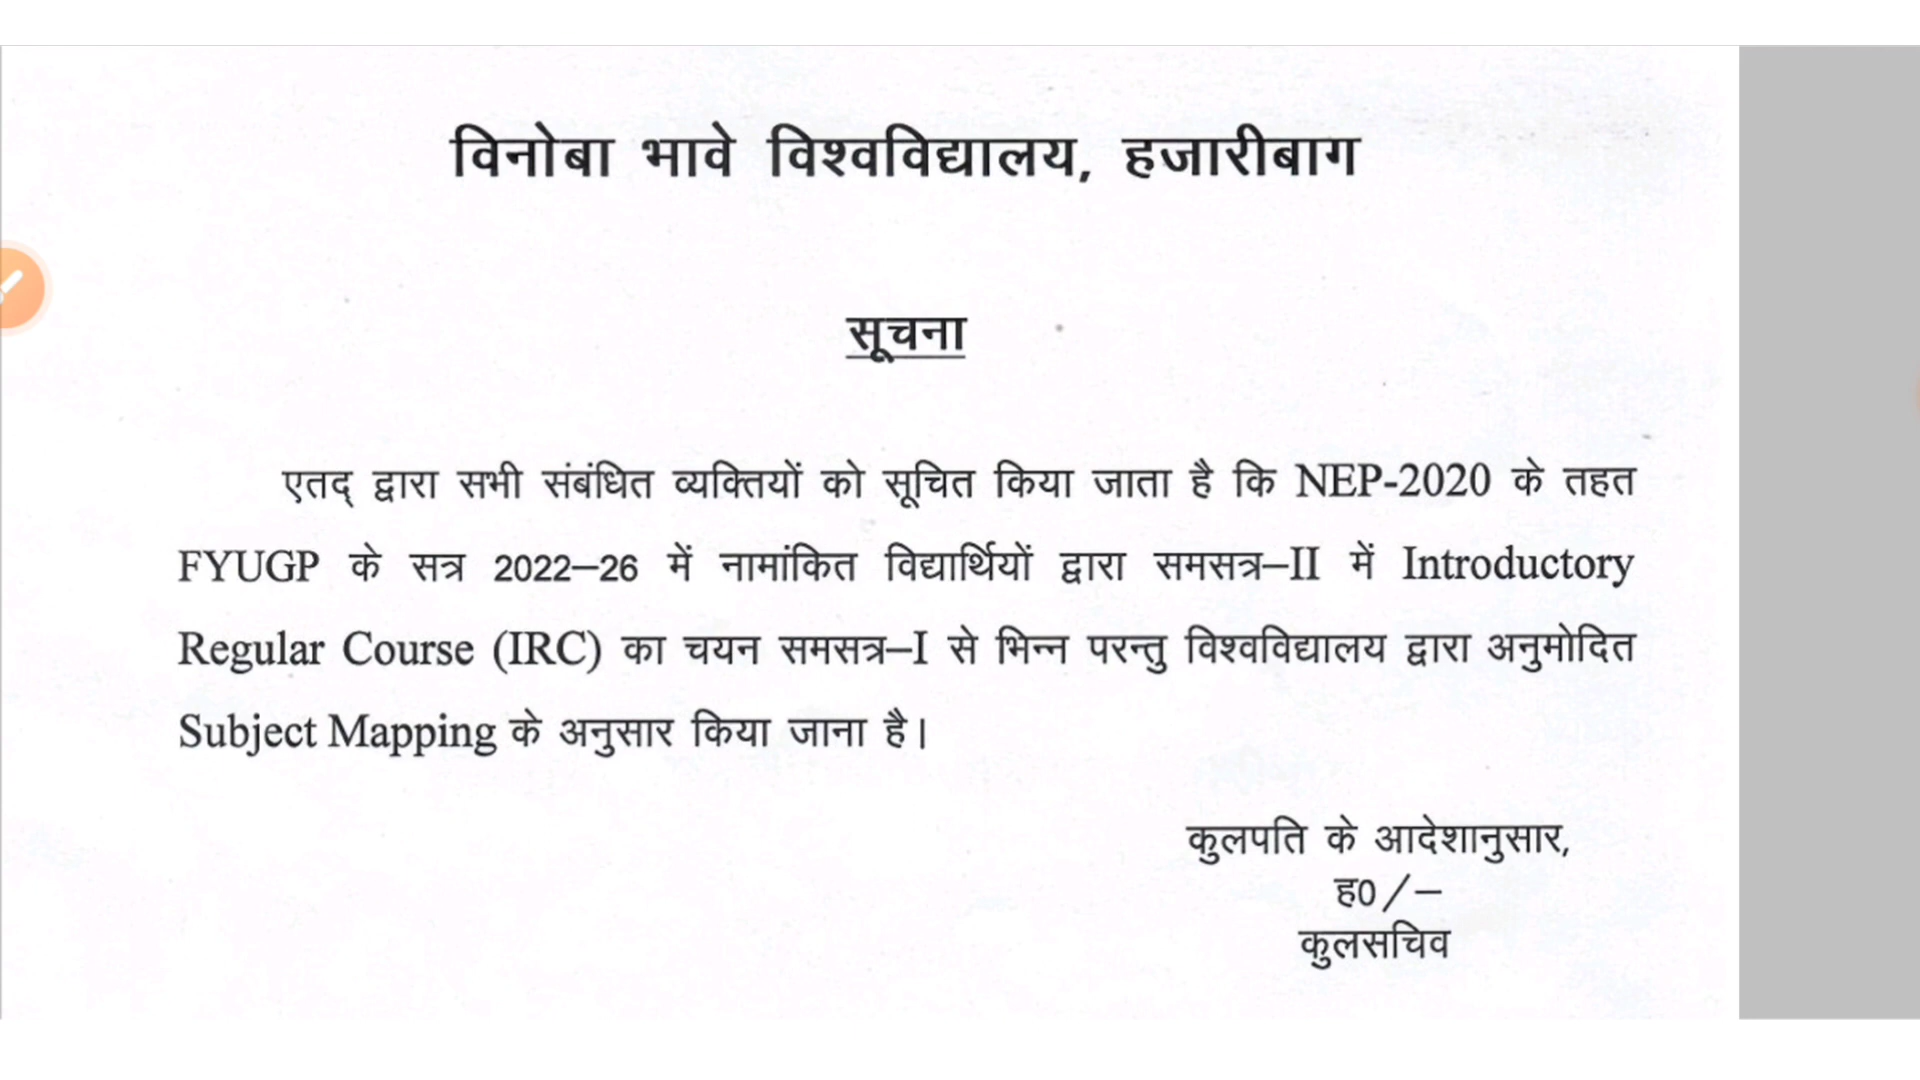 विनोबा भावे विश्वविद्यालय, हजारीबाग
सूचना
एतद् द्वारा सभी संबंधित व्यक्तियों को सूचित किया जाता है कि NEP-2020 के तहत
FYUGP के सत्र 2022–26 में नामांकित विद्यार्थियों द्वारा समसत्र–II में Introductory
Regular Course (IRC) का चयन समसत्र–I से भिन्न परन्तु विश्वविद्यालय द्वारा अनुमोदित
Subject Mapping के अनुसार किया जाना है।
कुलपति के आदेशानुसार,
ह0/–
कुलसचिव